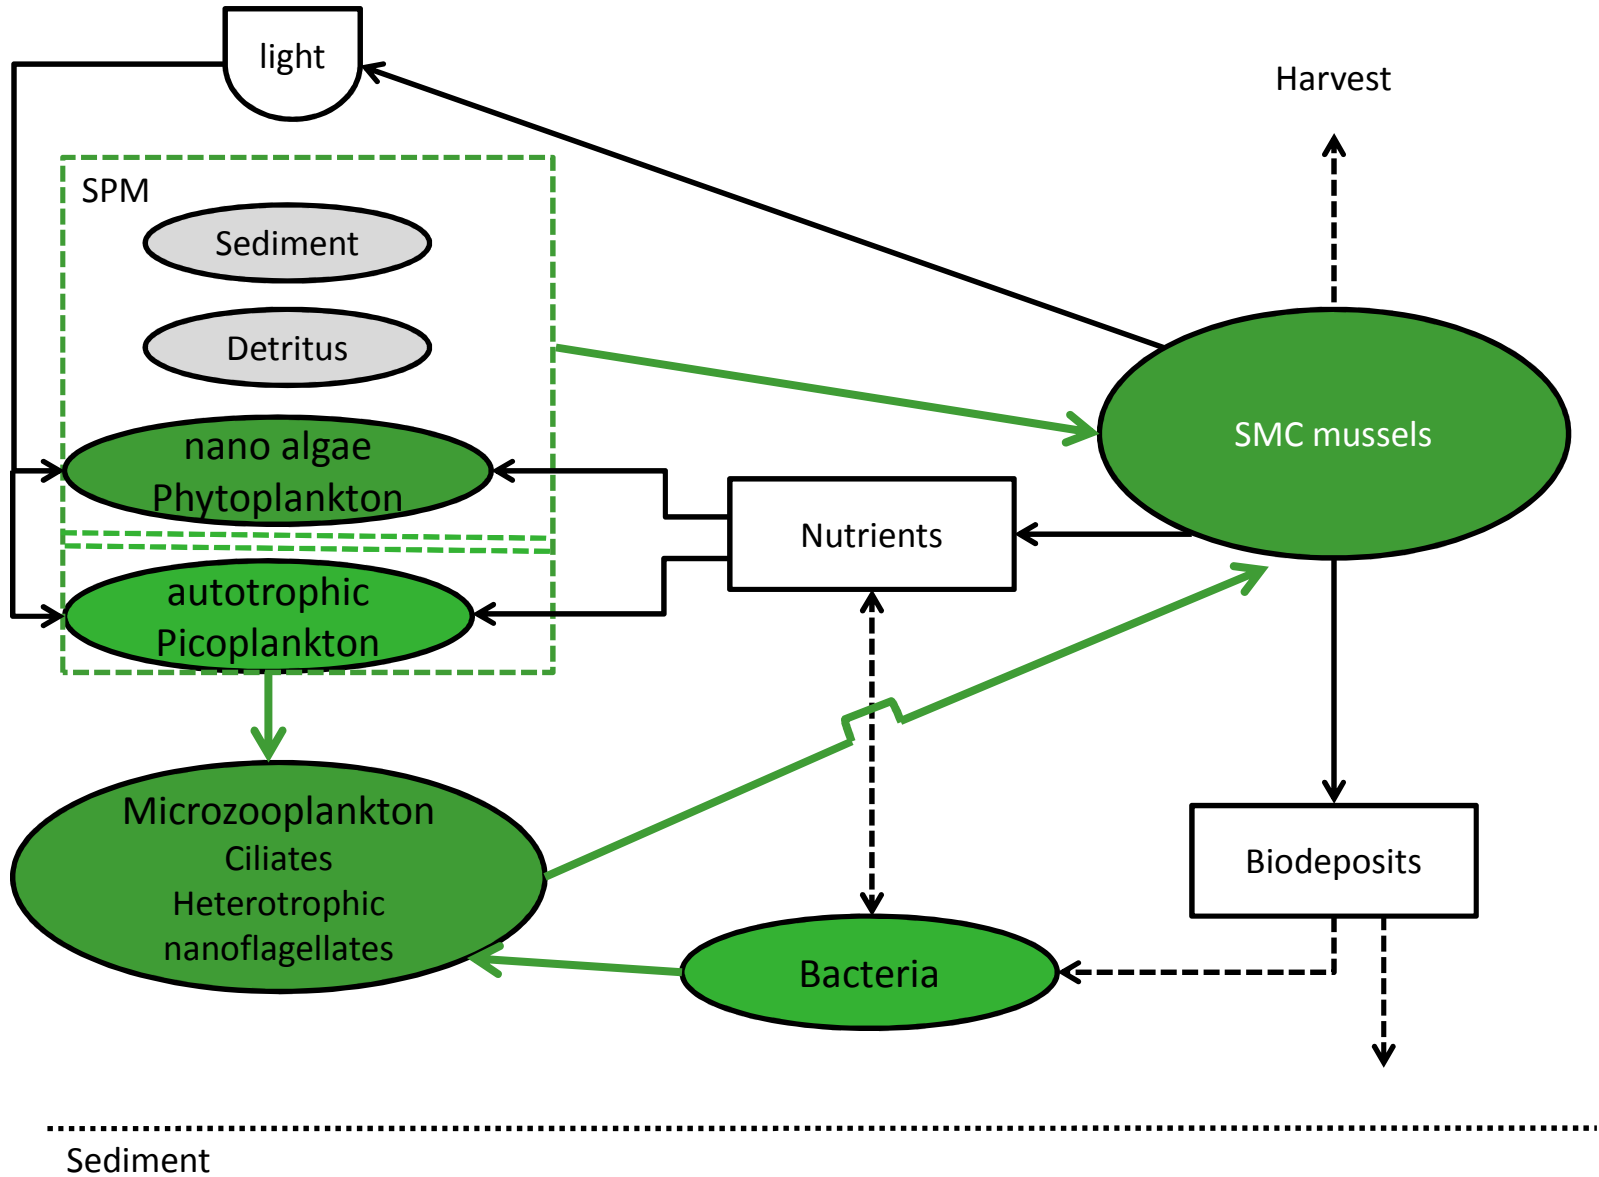 light
Harvest
SPM
Sediment
Detritus
nano algae
Phytoplankton
SMC mussels
Nutrients
autotrophic
Picoplankton
Microzooplankton
Ciliates
Heterotrophic
nanoflagellates
Biodeposits
Bacteria
Sediment